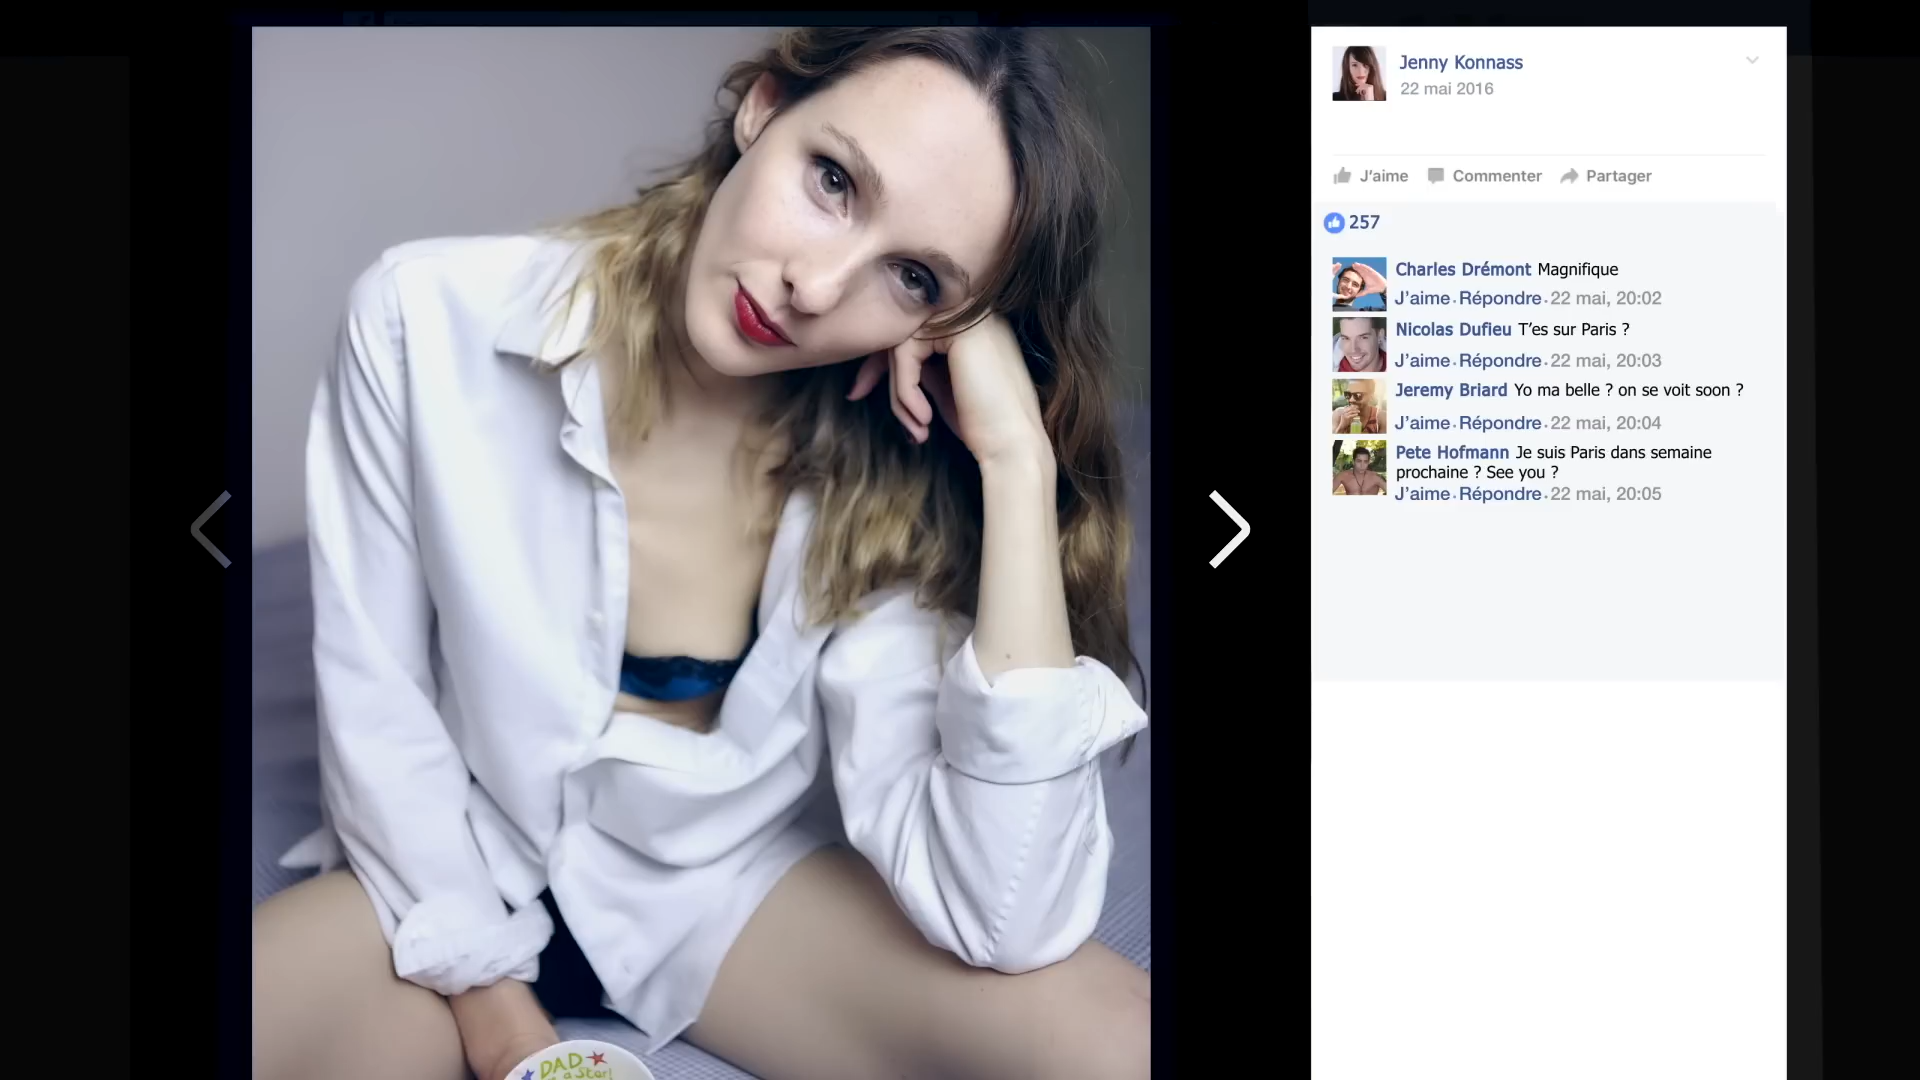 Jenny Konnass
22 mai 2016
J'aime Commenter Partager
257
Charles Drémont Magnifique
J'aime · Répondre · 22 mai, 20:02
Nicolas Dufieu T'es sur Paris ?
J'aime · Répondre · 22 mai, 20:03
Jeremy Briard Yo ma belle ? on se voit soon ?
J'aime · Répondre · 22 mai, 20:04
Pete Hofmann Je suis Paris dans semaine
prochaine ? See you ?
J'aime · Répondre · 22 mai, 20:05
DAD
a Star!